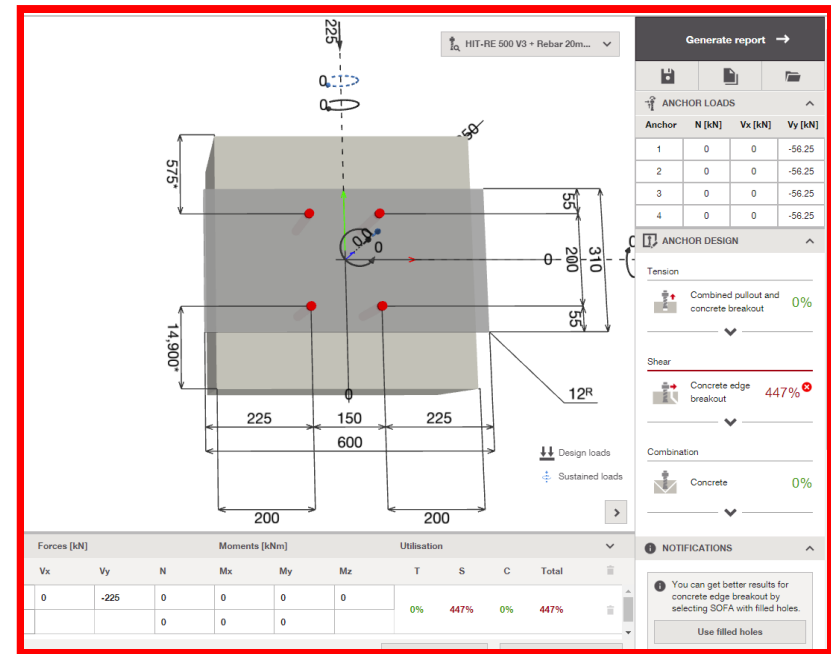 225
HIT-RE 500 V3 + Rebar 20m...
Generate report
0
0
ANCHOR LOADS
Anchor N [kN] Vx [kN] Vy [kN]
1 0 0 -56.25
2 0 0 -56.25
3 0 0 -56.25
4 0 0 -56.25
575*
55
200
310
55
0
0
0
14,900*
0
12R
225 150 225
600
200 200
Design loads
Sustained loads
ANCHOR DESIGN
Tension
Combined pullout and
concrete breakout
0%
Shear
Concrete edge
breakout
447%
Combination
Concrete 0%
NOTIFICATIONS
You can get better results for
concrete edge breakout by
selecting SOFA with filled holes.
Use filled holes
Forces [kN] Moments [kNm] Utilisation
Vx Vy N Mx My Mz T S C Total
0 -225 0 0 0 0 0% 447% 0% 447%
0 0 0